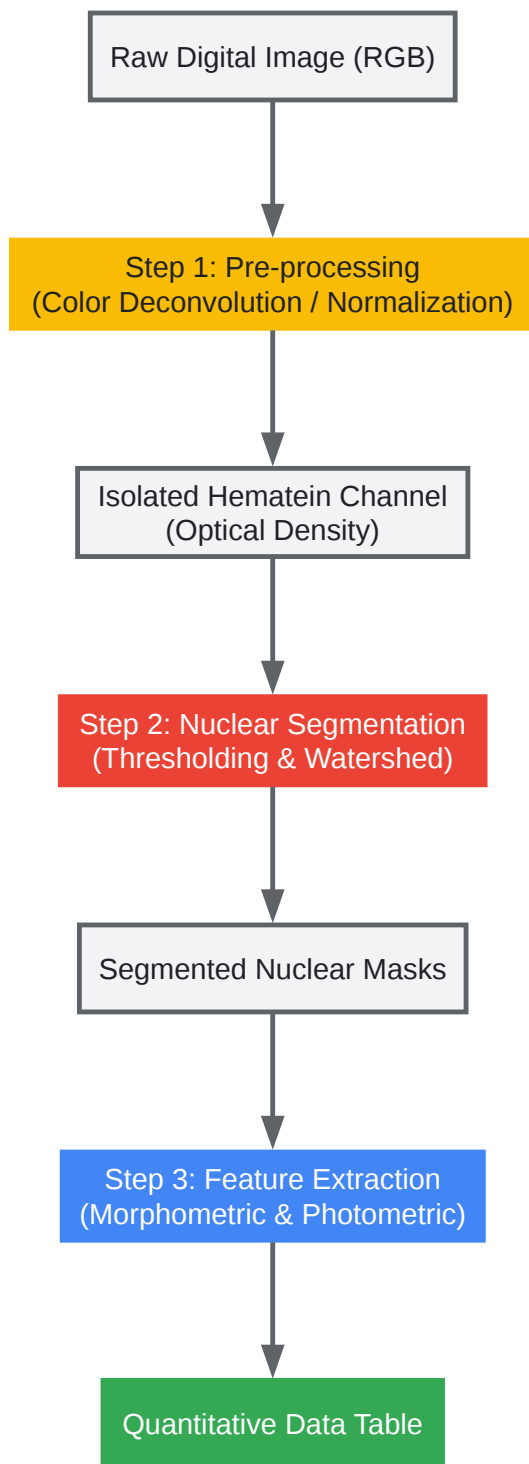 Raw Digital Image (RGB)
Step 1: Pre-processing
(Color Deconvolution / Normalization)
Isolated Hematein Channel
(Optical Density)
Step 2: Nuclear Segmentation
(Thresholding & Watershed)
Segmented Nuclear Masks
Step 3: Feature Extraction
(Morphometric & Photometric)
Quantitative Data Table